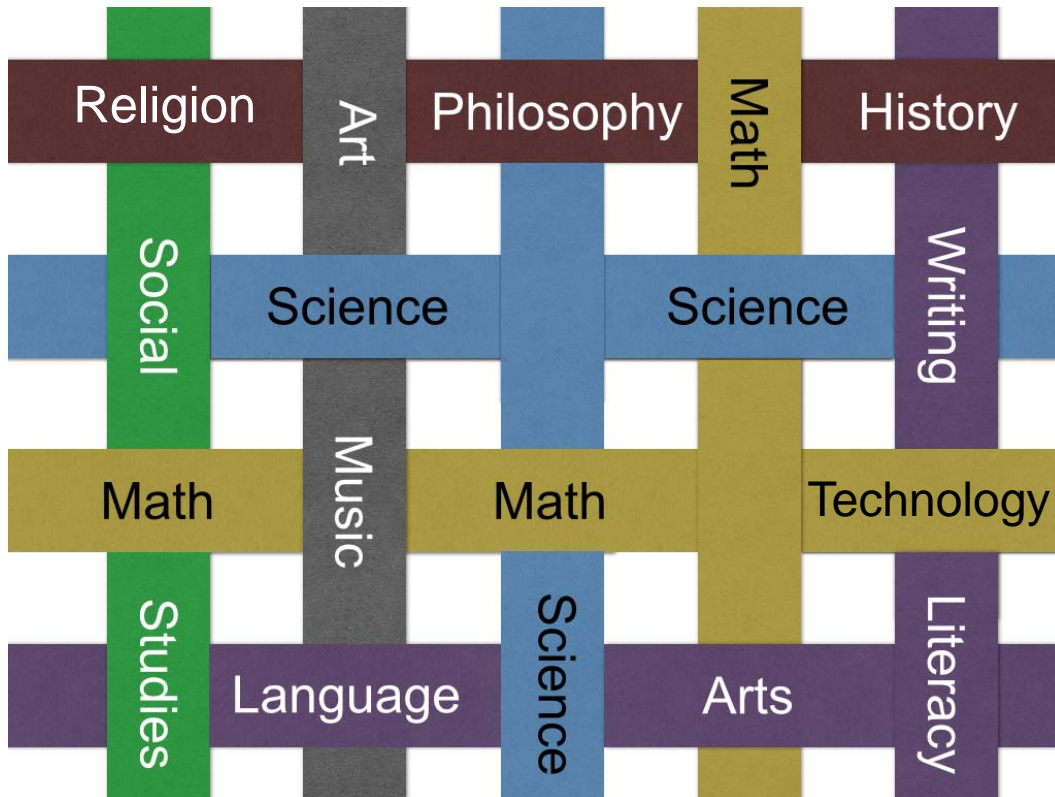 Religion
Art
Philosophy
Math
History
Social
Science
Science
Writing
Math
Music
Math
Technology
Studies
Language
Science
Arts
Literacy